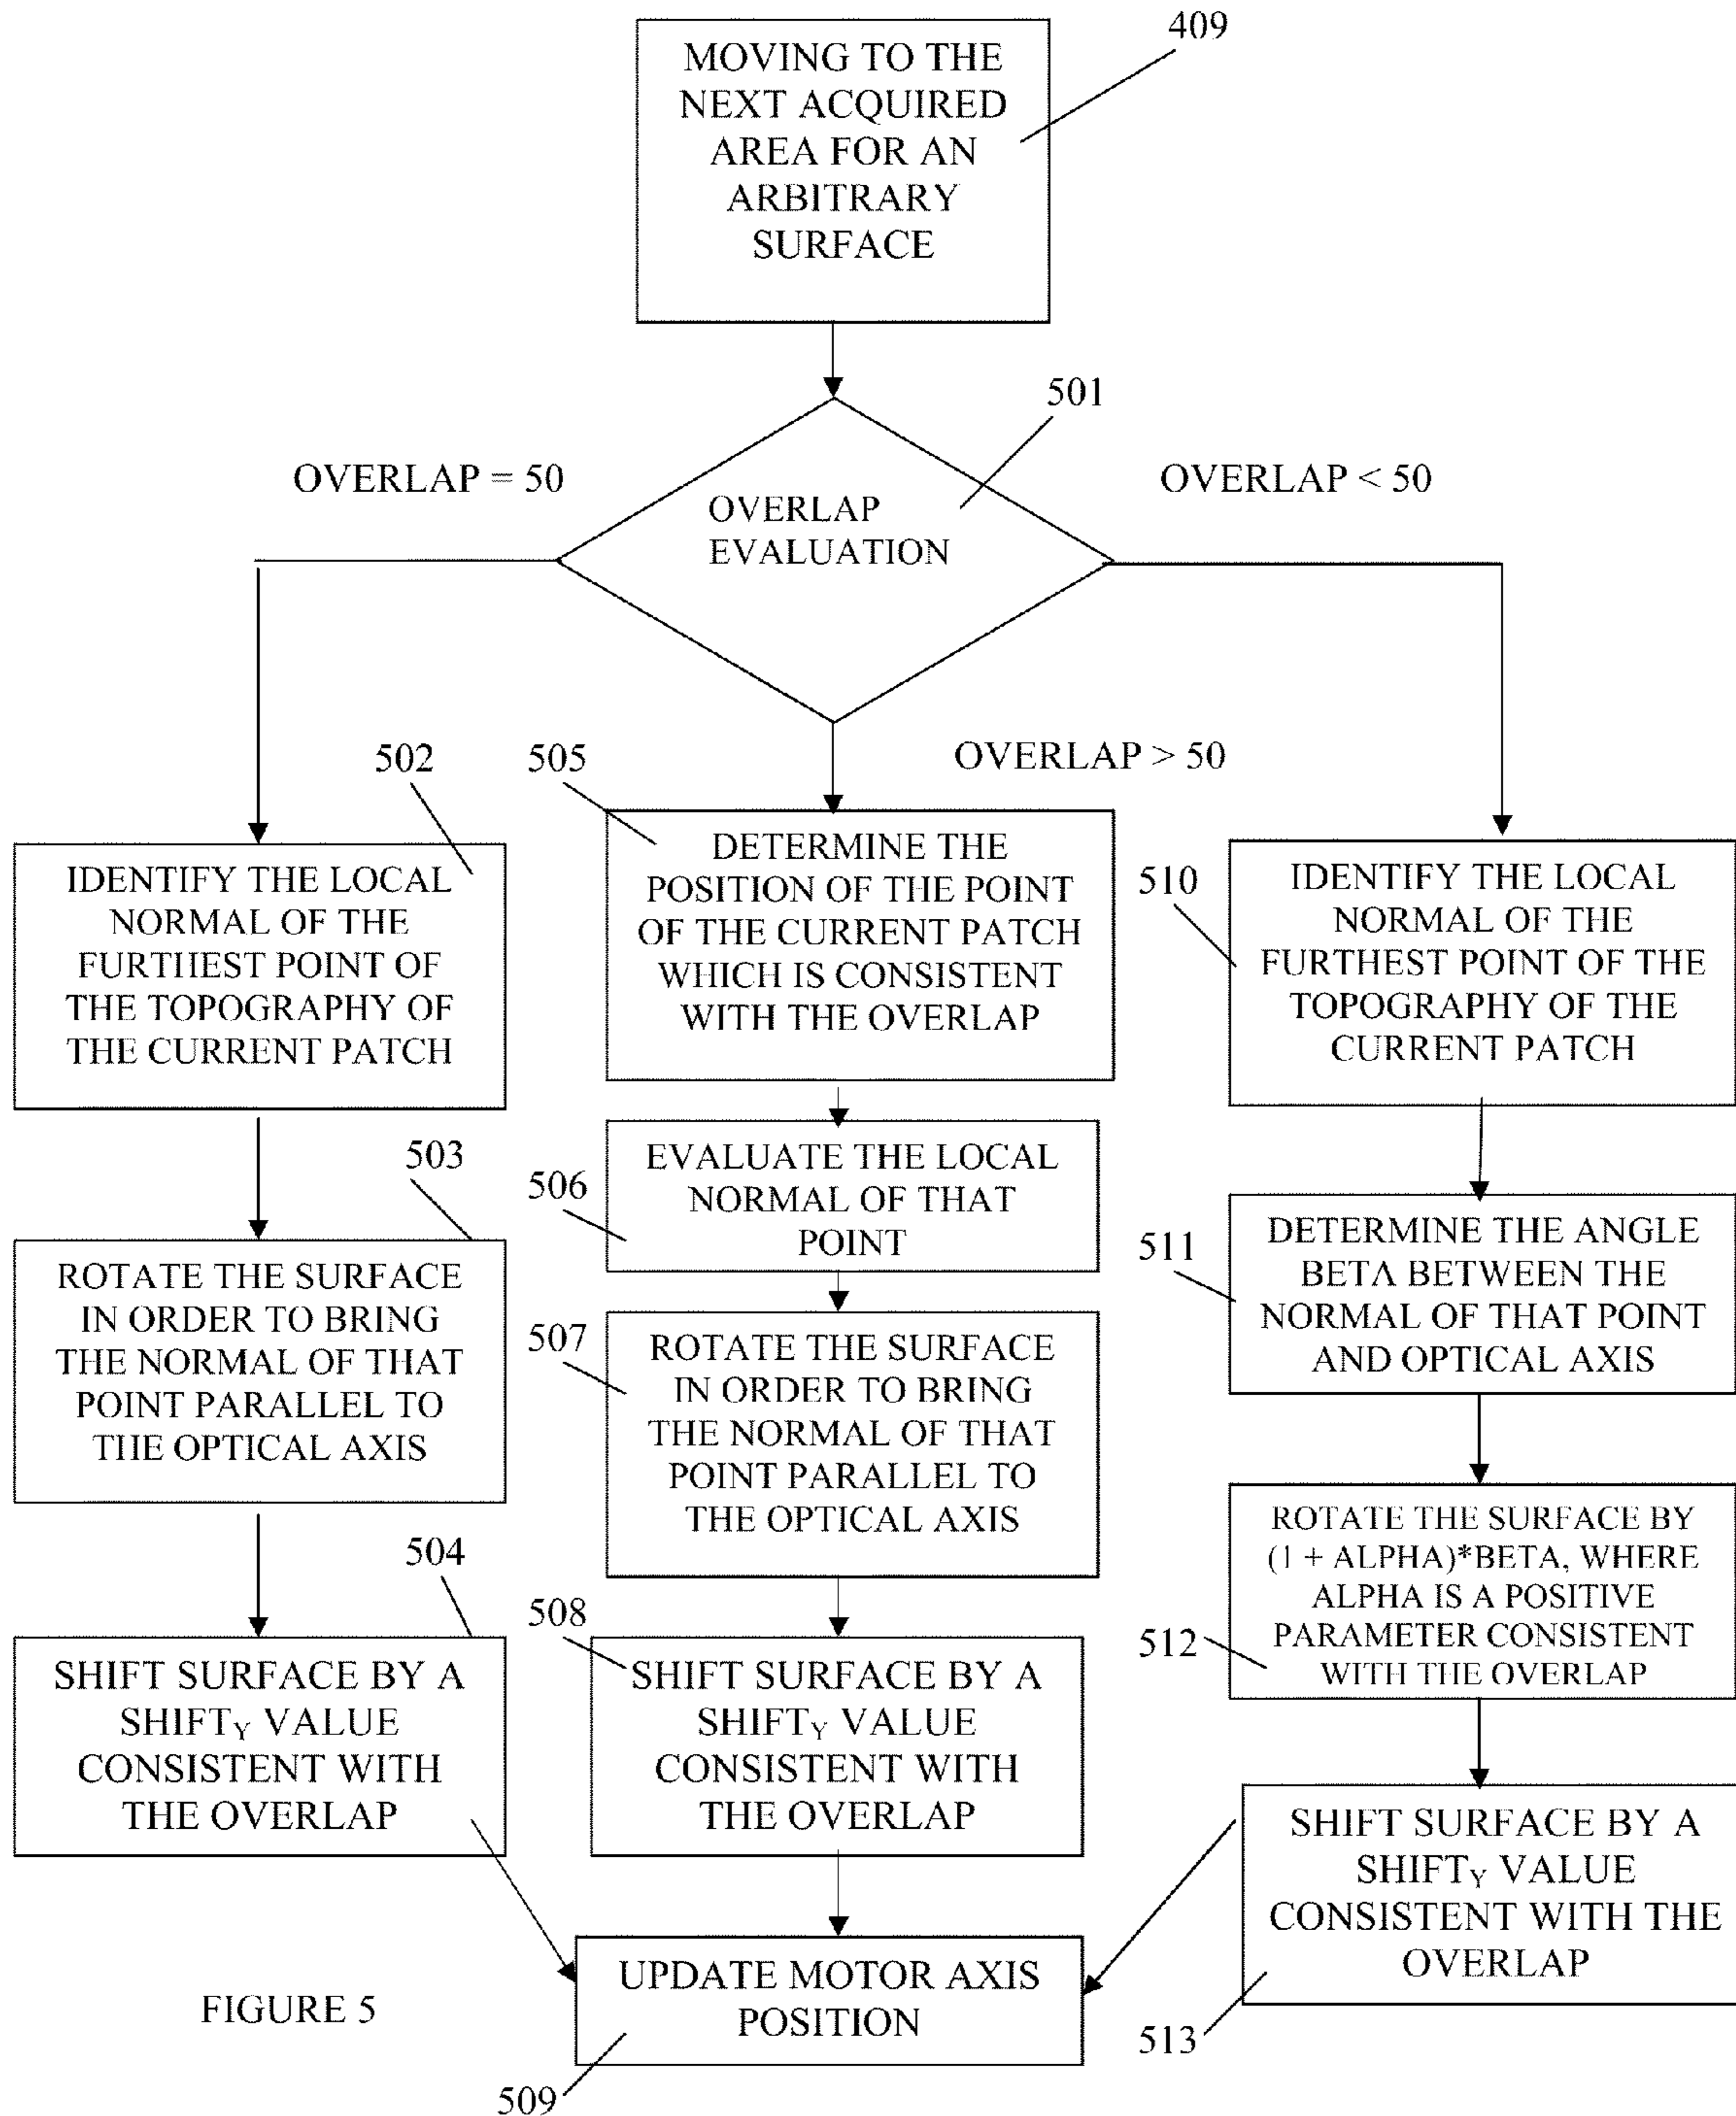 409
MOVING TO THE
NEXT ACQUIRED
AREA FOR AN
ARBITRARY
SURFACE
501
OVERLAP = 50
OVERLAP
EVALUATION
OVERLAP < 50
OVERLAP > 50
502
IDENTIFY THE LOCAL
NORMAL OF THE
FURTHEST POINT OF
THE TOPOGRAPHY OF
THE CURRENT PATCH
503
ROTATE THE SURFACE
IN ORDER TO BRING
THE NORMAL OF THAT
POINT PARALLEL TO
THE OPTICAL AXIS
504
SHIFT SURFACE BY A
SHIFTY VALUE
CONSISTENT WITH
THE OVERLAP
505
DETERMINE THE
POSITION OF THE POINT
OF THE CURRENT PATCH
WHICH IS CONSISTENT
WITH THE OVERLAP
506
EVALUATE THE LOCAL
NORMAL OF THAT
POINT
507
ROTATE THE SURFACE
IN ORDER TO BRING
THE NORMAL OF THAT
POINT PARALLEL TO
THE OPTICAL AXIS
508
SHIFT SURFACE BY A
SHIFTY VALUE
CONSISTENT WITH
THE OVERLAP
510
IDENTIFY THE LOCAL
NORMAL OF THE
FURTHEST POINT OF THE
TOPOGRAPHY OF THE
CURRENT PATCH
511
DETERMINE THE ANGLE
BETA BETWEEN THE
NORMAL OF THAT POINT
AND OPTICAL AXIS
512
ROTATE THE SURFACE BY
(1 + ALPHA)*BETA, WHERE
ALPHA IS A POSITIVE
PARAMETER CONSISTENT
WITH THE OVERLAP
513
SHIFT SURFACE BY A
SHIFTY VALUE
CONSISTENT WITH THE
OVERLAP
UPDATE MOTOR AXIS
POSITION
509
FIGURE 5